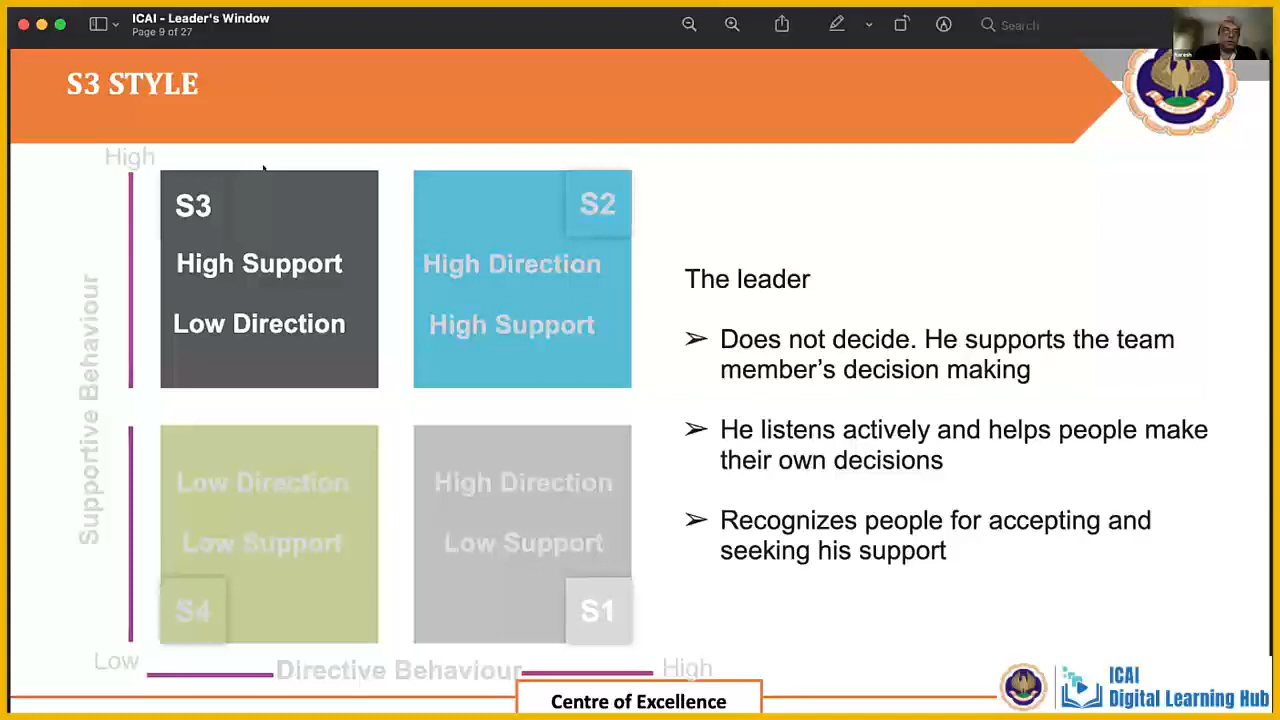 ICAI - Leader's Window
Page 9 of 27
Search
S3 STYLE
High
S3
High Support
Low Direction
S2
High Direction
High Support
Supportive Behaviour
Low Direction
Low Support
S4
High Direction
Low Support
S1
Low
Directive Behaviour
High
The leader
➢ Does not decide. He supports the team
member’s decision making
➢ He listens actively and helps people make
their own decisions
➢ Recognizes people for accepting and
seeking his support
Centre of Excellence
ICAI
Digital Learning Hub